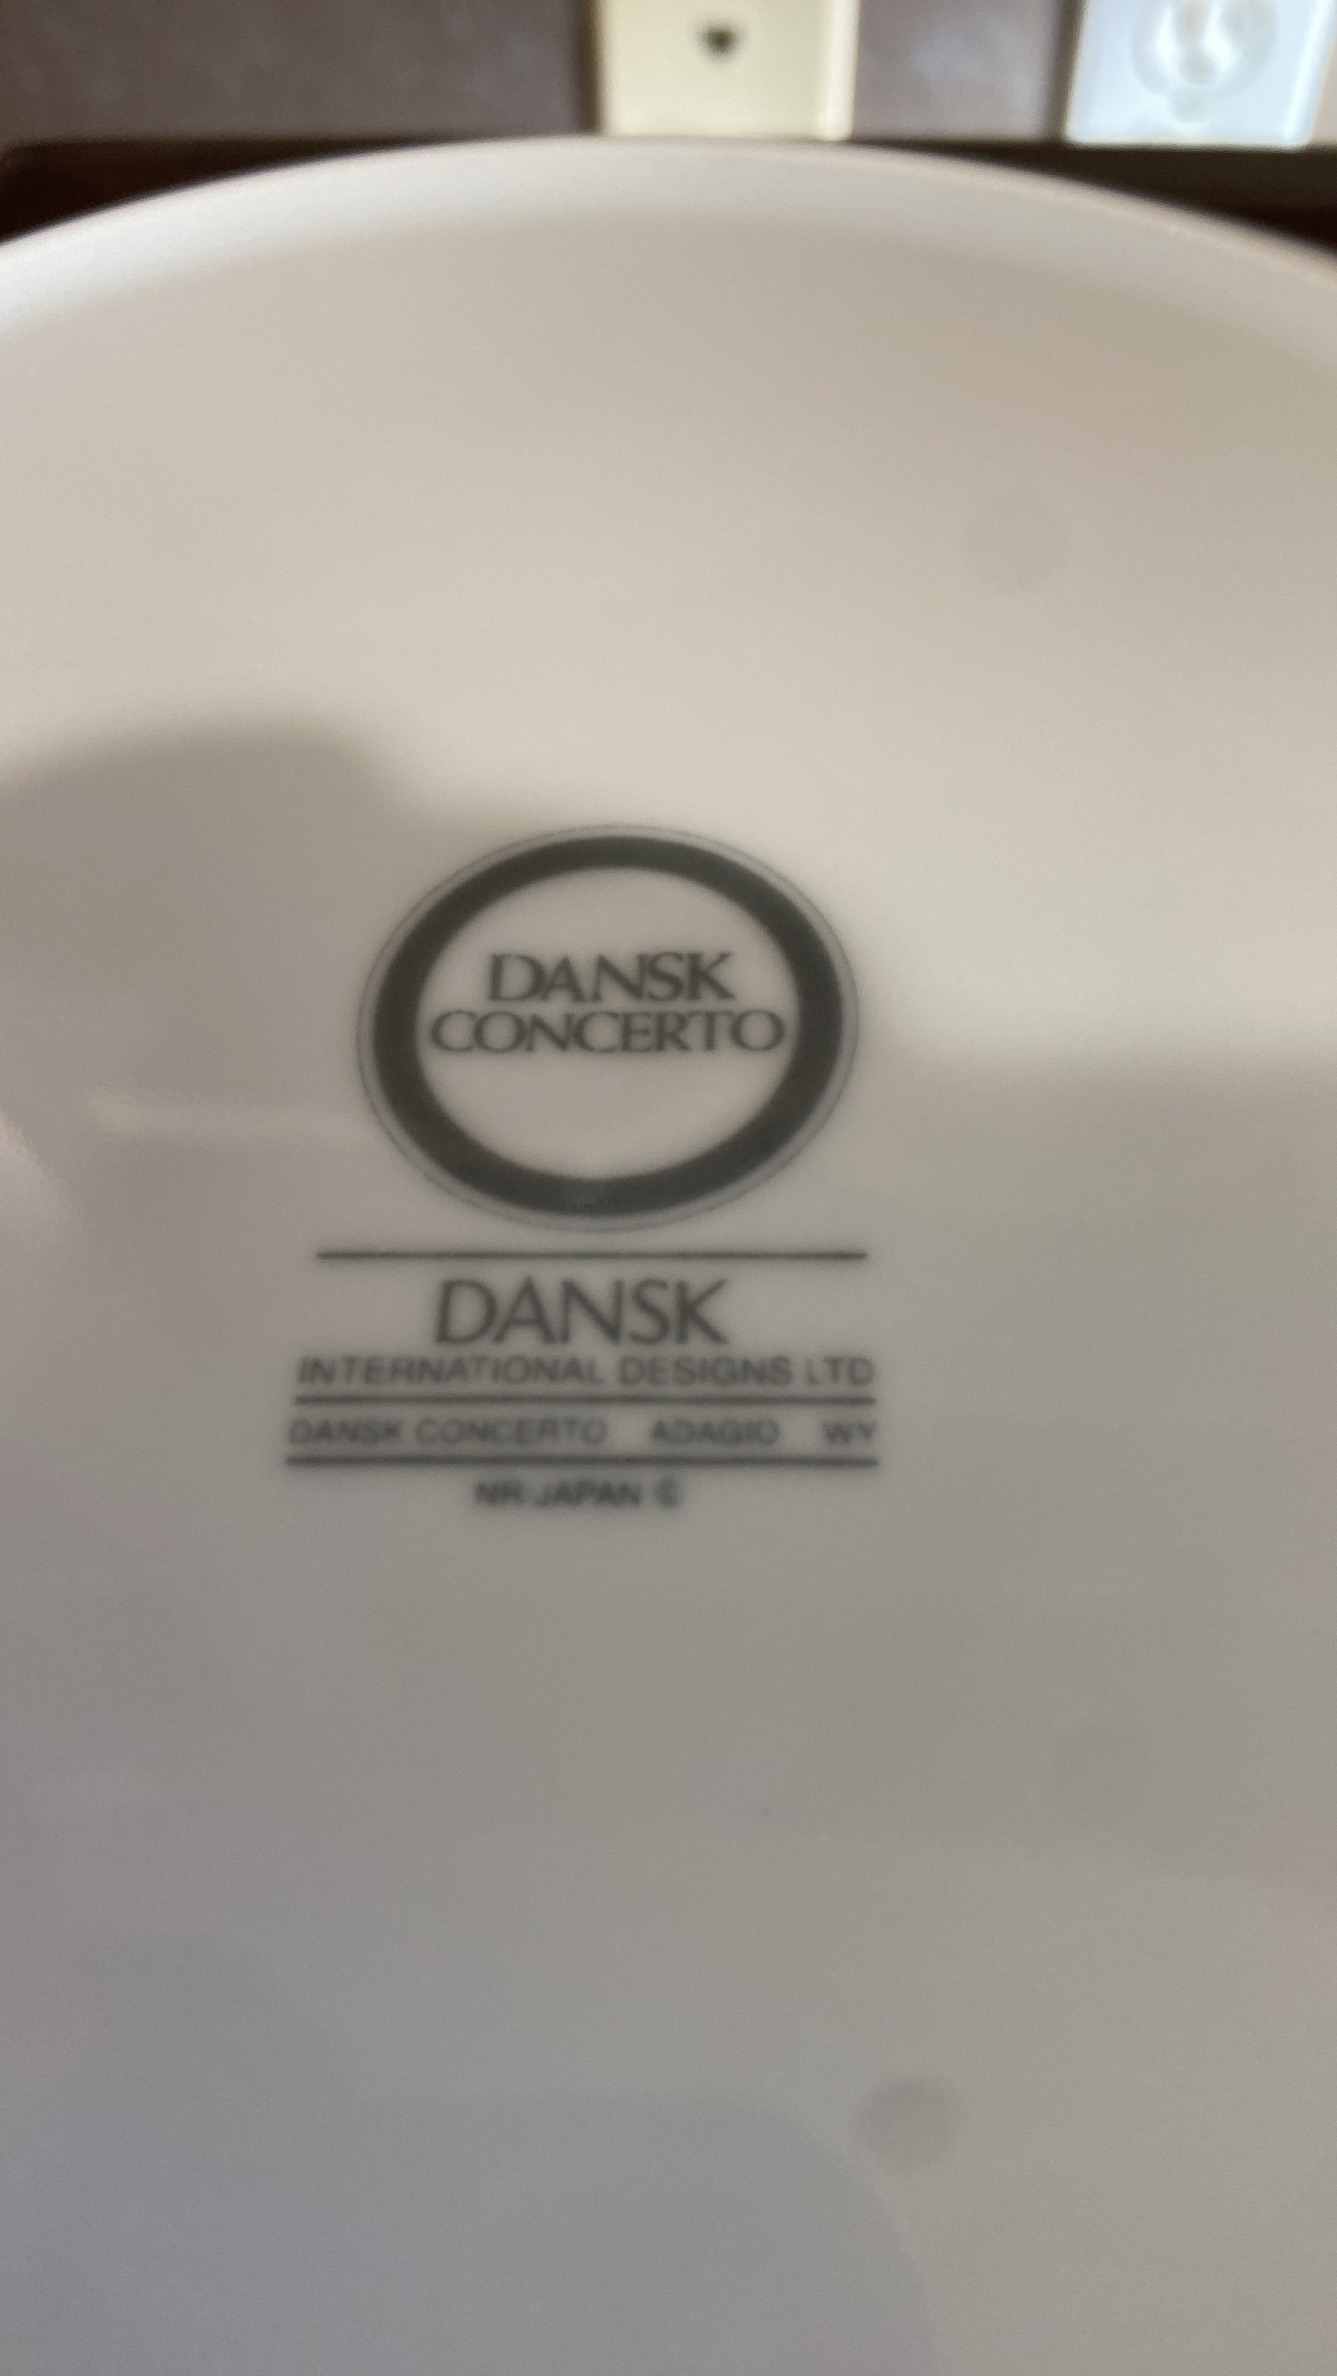 DANSK
CONCERTO
DANSK
INTERNATIONAL DESIGNS LTD
DANSK CONCERTO ADAGIO WY
NR-JAPAN ©